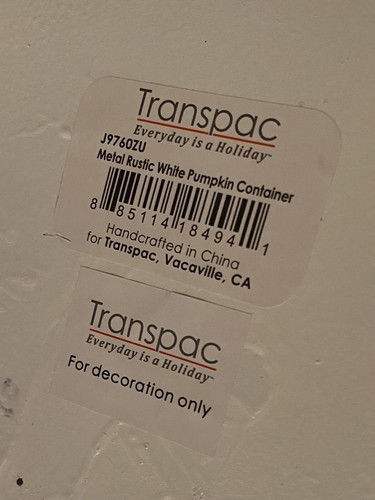 Transpac
Everyday is a Holiday™
J9760ZU
Metal Rustic White Pumpkin Container
8 85114 18494 1
Handcrafted in China
for Transpac, Vacaville, CA
Transpac
Everyday is a Holiday™
For decoration only